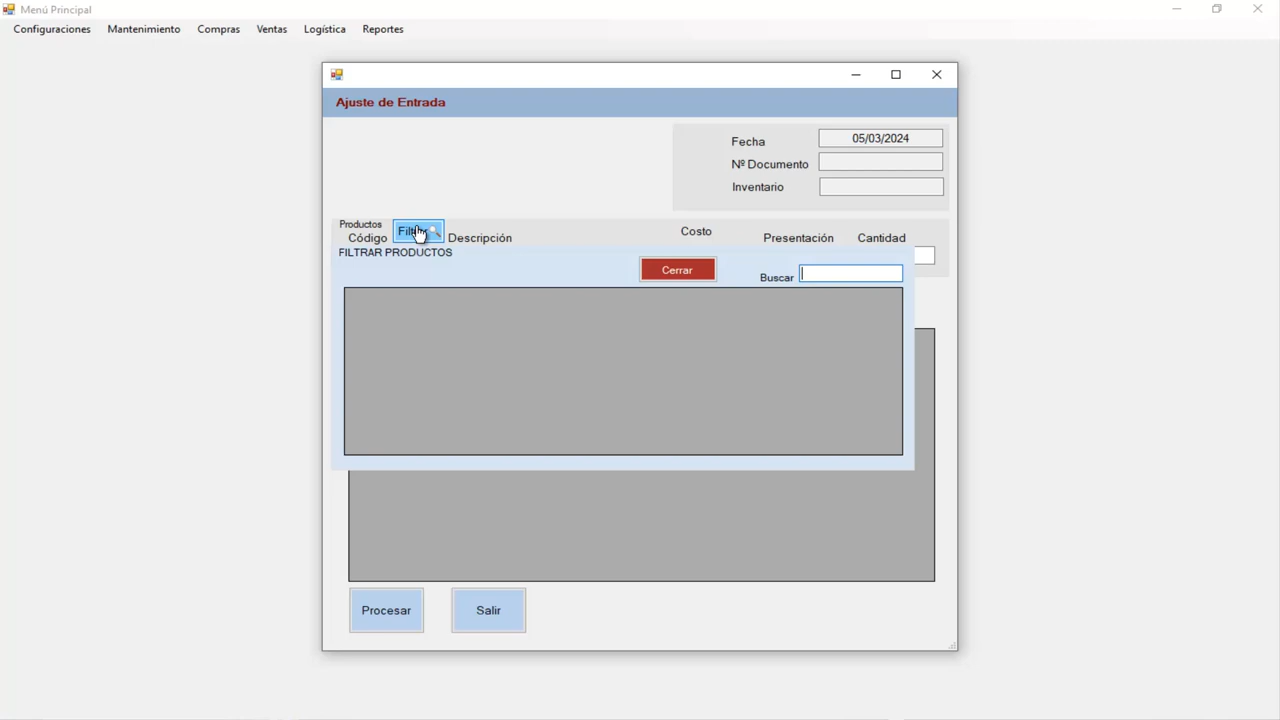 Menú Principal
Configuraciones Mantenimiento Compras Ventas Logística Reportes
Ajuste de Entrada
Fecha 05/03/2024
Nº Documento
Inventario
Productos
Código Descripción Costo Presentación Cantidad
FILTRAR PRODUCTOS
Cerrar
Buscar
Procesar Salir